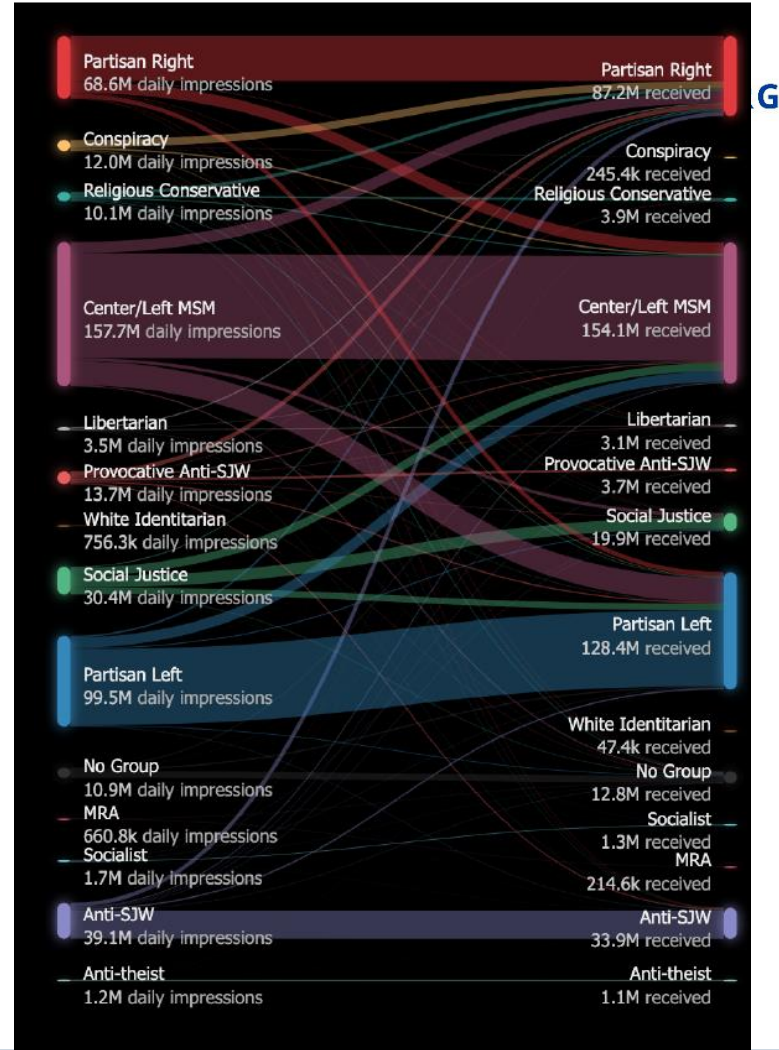 Partisan Right
68.6M daily impressions
Partisan Right
87.2M received
G
Conspiracy
12.0M daily impressions
Conspiracy
245.4k received
Religious Conservative
10.1M daily impressions
Religious Conservative
3.9M received
Center/Left MSM
157.7M daily impressions
Center/Left MSM
154.1M received
Libertarian
3.5M daily impressions
Libertarian
3.1M received
Provocative Anti-SJW
13.7M daily impressions
Provocative Anti-SJW
3.7M received
White Identitarian
756.3k daily impressions
Social Justice
19.9M received
Social Justice
30.4M daily impressions
Partisan Left
128.4M received
Partisan Left
99.5M daily impressions
White Identitarian
47.4k received
No Group
10.9M daily impressions
No Group
12.8M received
MRA
660.8k daily impressions
Socialist
1.3M received
Socialist
1.7M daily impressions
MRA
214.6k received
Anti-SJW
39.1M daily impressions
Anti-SJW
33.9M received
Anti-theist
1.2M daily impressions
Anti-theist
1.1M received